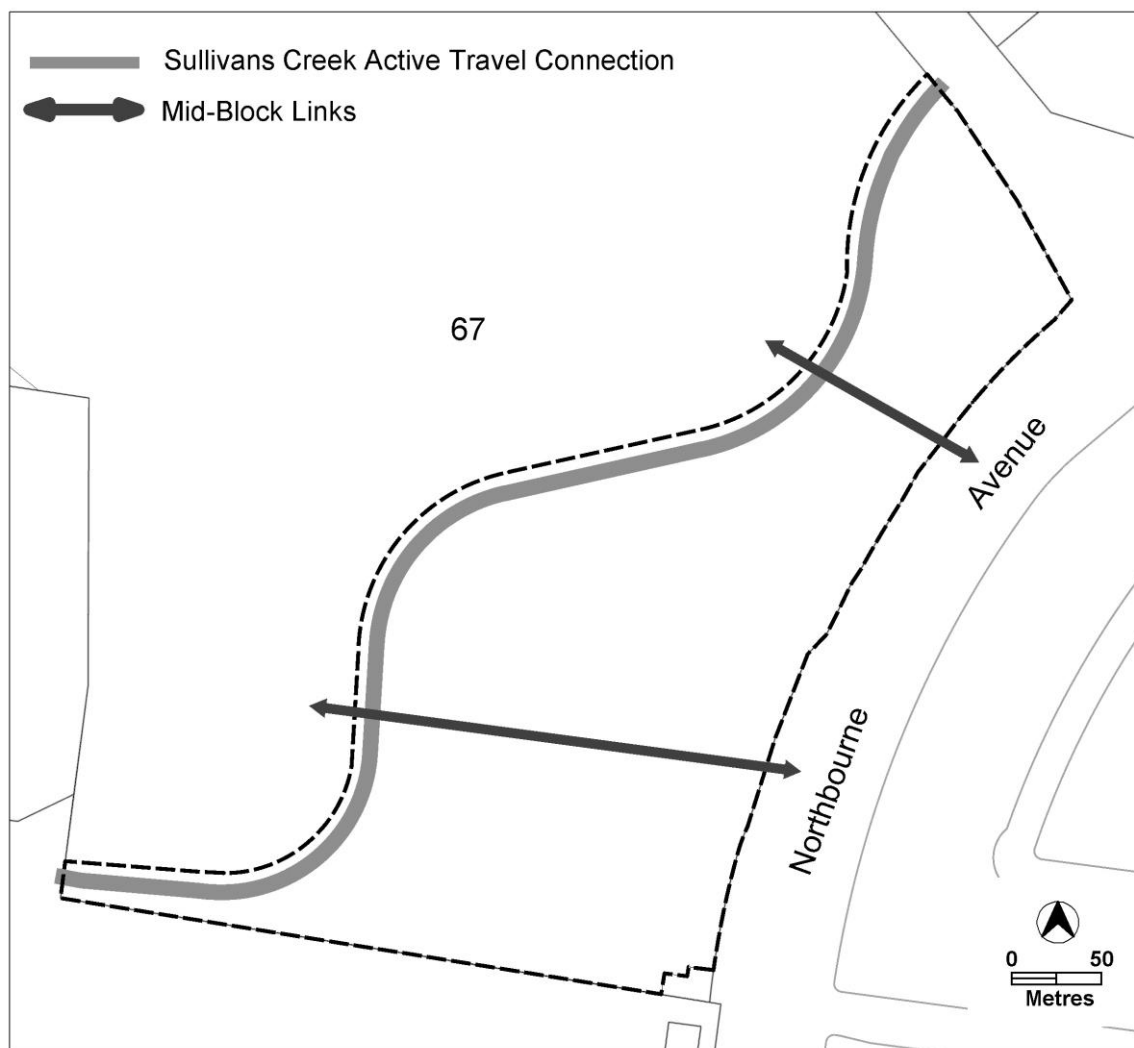 Sullivans Creek Active Travel Connection
Mid-Block Links
67
Avenue
Northbourne
0 50
Metres